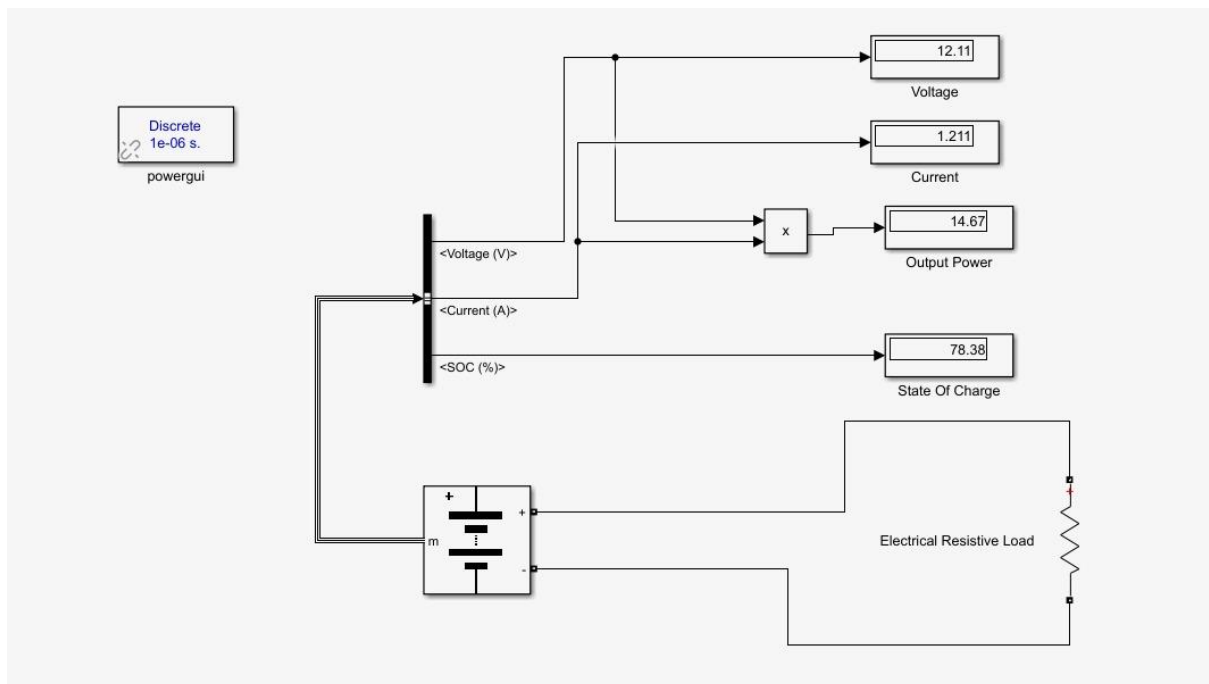 12.11
Voltage
Discrete
1e-06 s.
powergui
1.211
Current
x
14.67
Output Power
<Voltage (V)>
<Current (A)>
<SOC (%)>
78.38
State Of Charge
+
+
m
-
+
Electrical Resistive Load